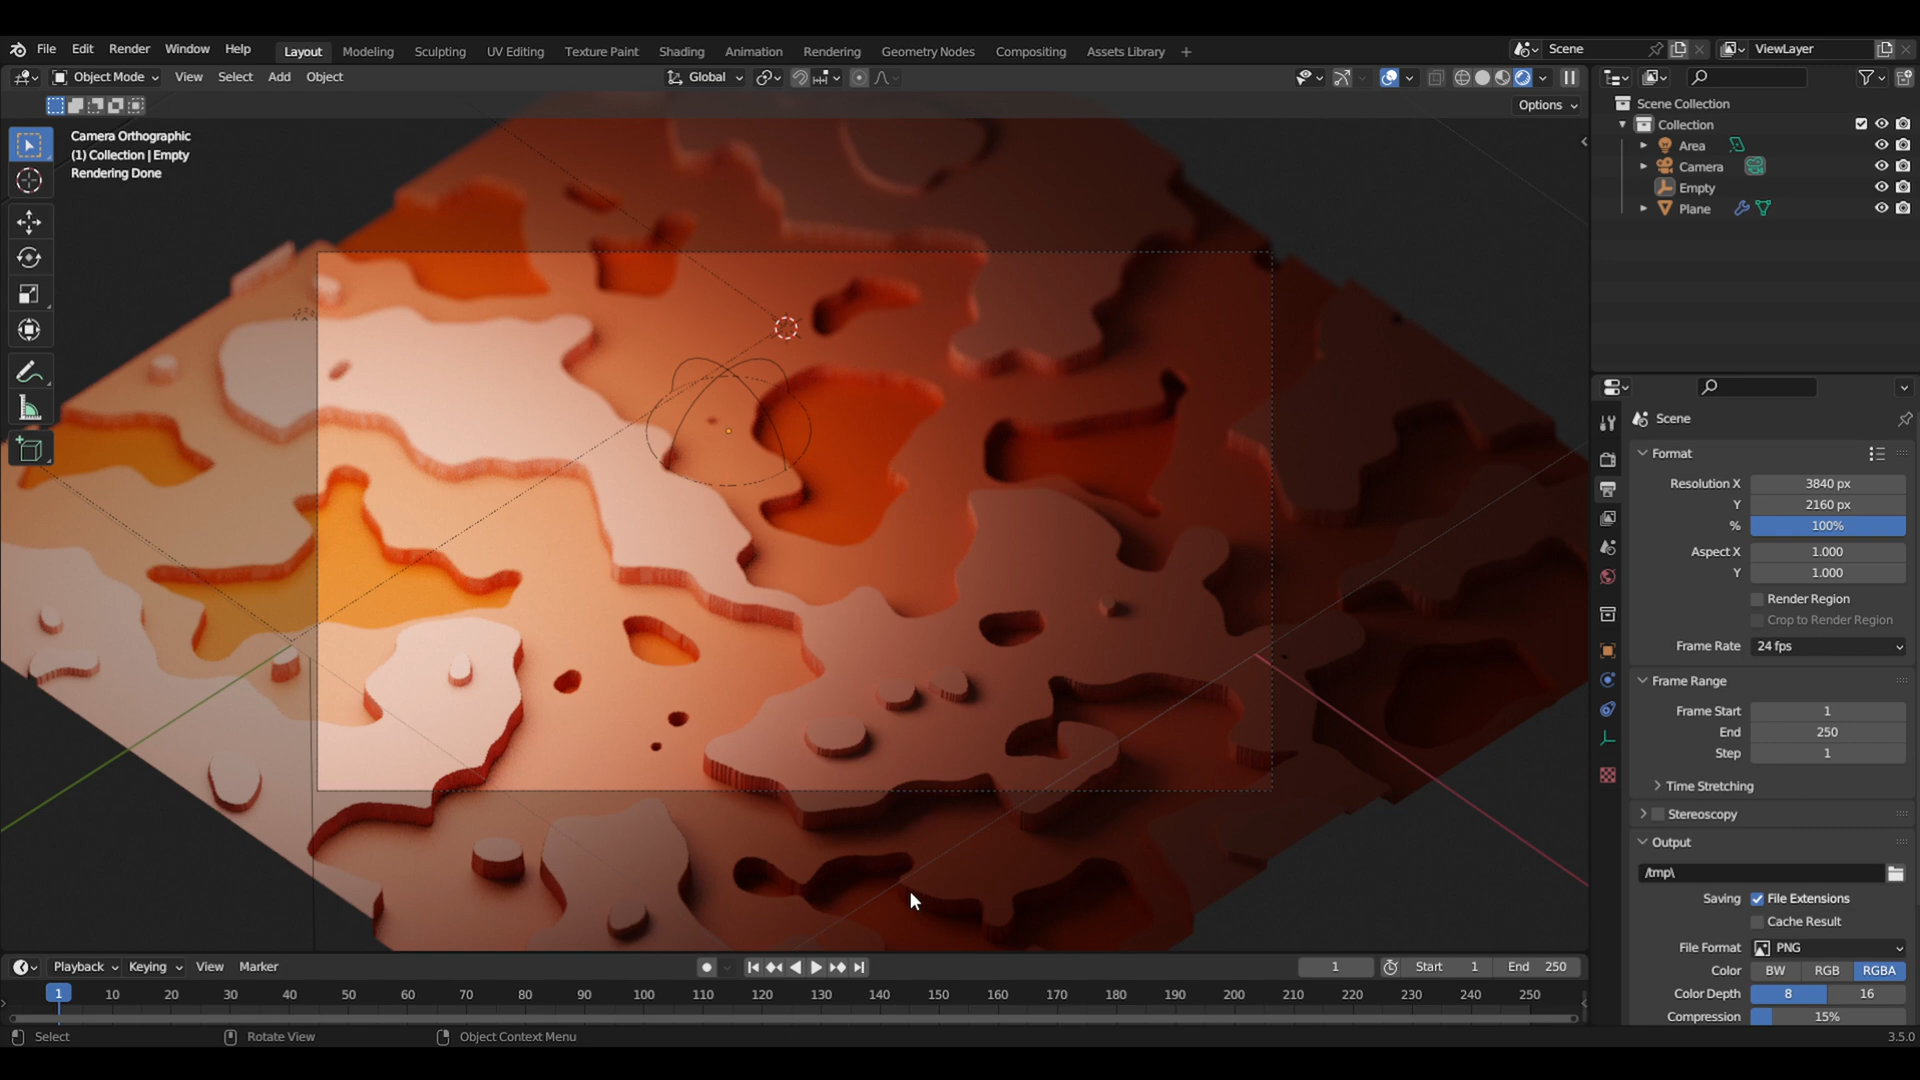 File Edit Render Window Help Layout Modeling Sculpting UV Editing Texture Paint Shading Animation Rendering Geometry Nodes Compositing Assets Library + Scene ViewLayer
Object Mode View Select Add Object Global
Options
Camera Orthographic
(1) Collection | Empty
Rendering Done
Scene Collection
Collection
Area
Camera
Empty
Plane
Scene
Format
Resolution X 3840 px
Y 2160 px
% 100%
Aspect X 1.000
Y 1.000
Render Region
Crop to Render Region
Frame Rate 24 fps
Frame Range
Frame Start 1
End 250
Step 1
Time Stretching
Stereoscopy
Output
/tmp\
Saving File Extensions
Cache Result
File Format PNG
Color BW RGB RGBA
Color Depth 8 16
Compression 15%
Playback Keying View Marker 1 Start 1 End 250
1 10 20 30 40 50 60 70 80 90 100 110 120 130 140 150 160 170 180 190 200 210 220 230 240 250
Select Rotate View Object Context Menu 3.5.0